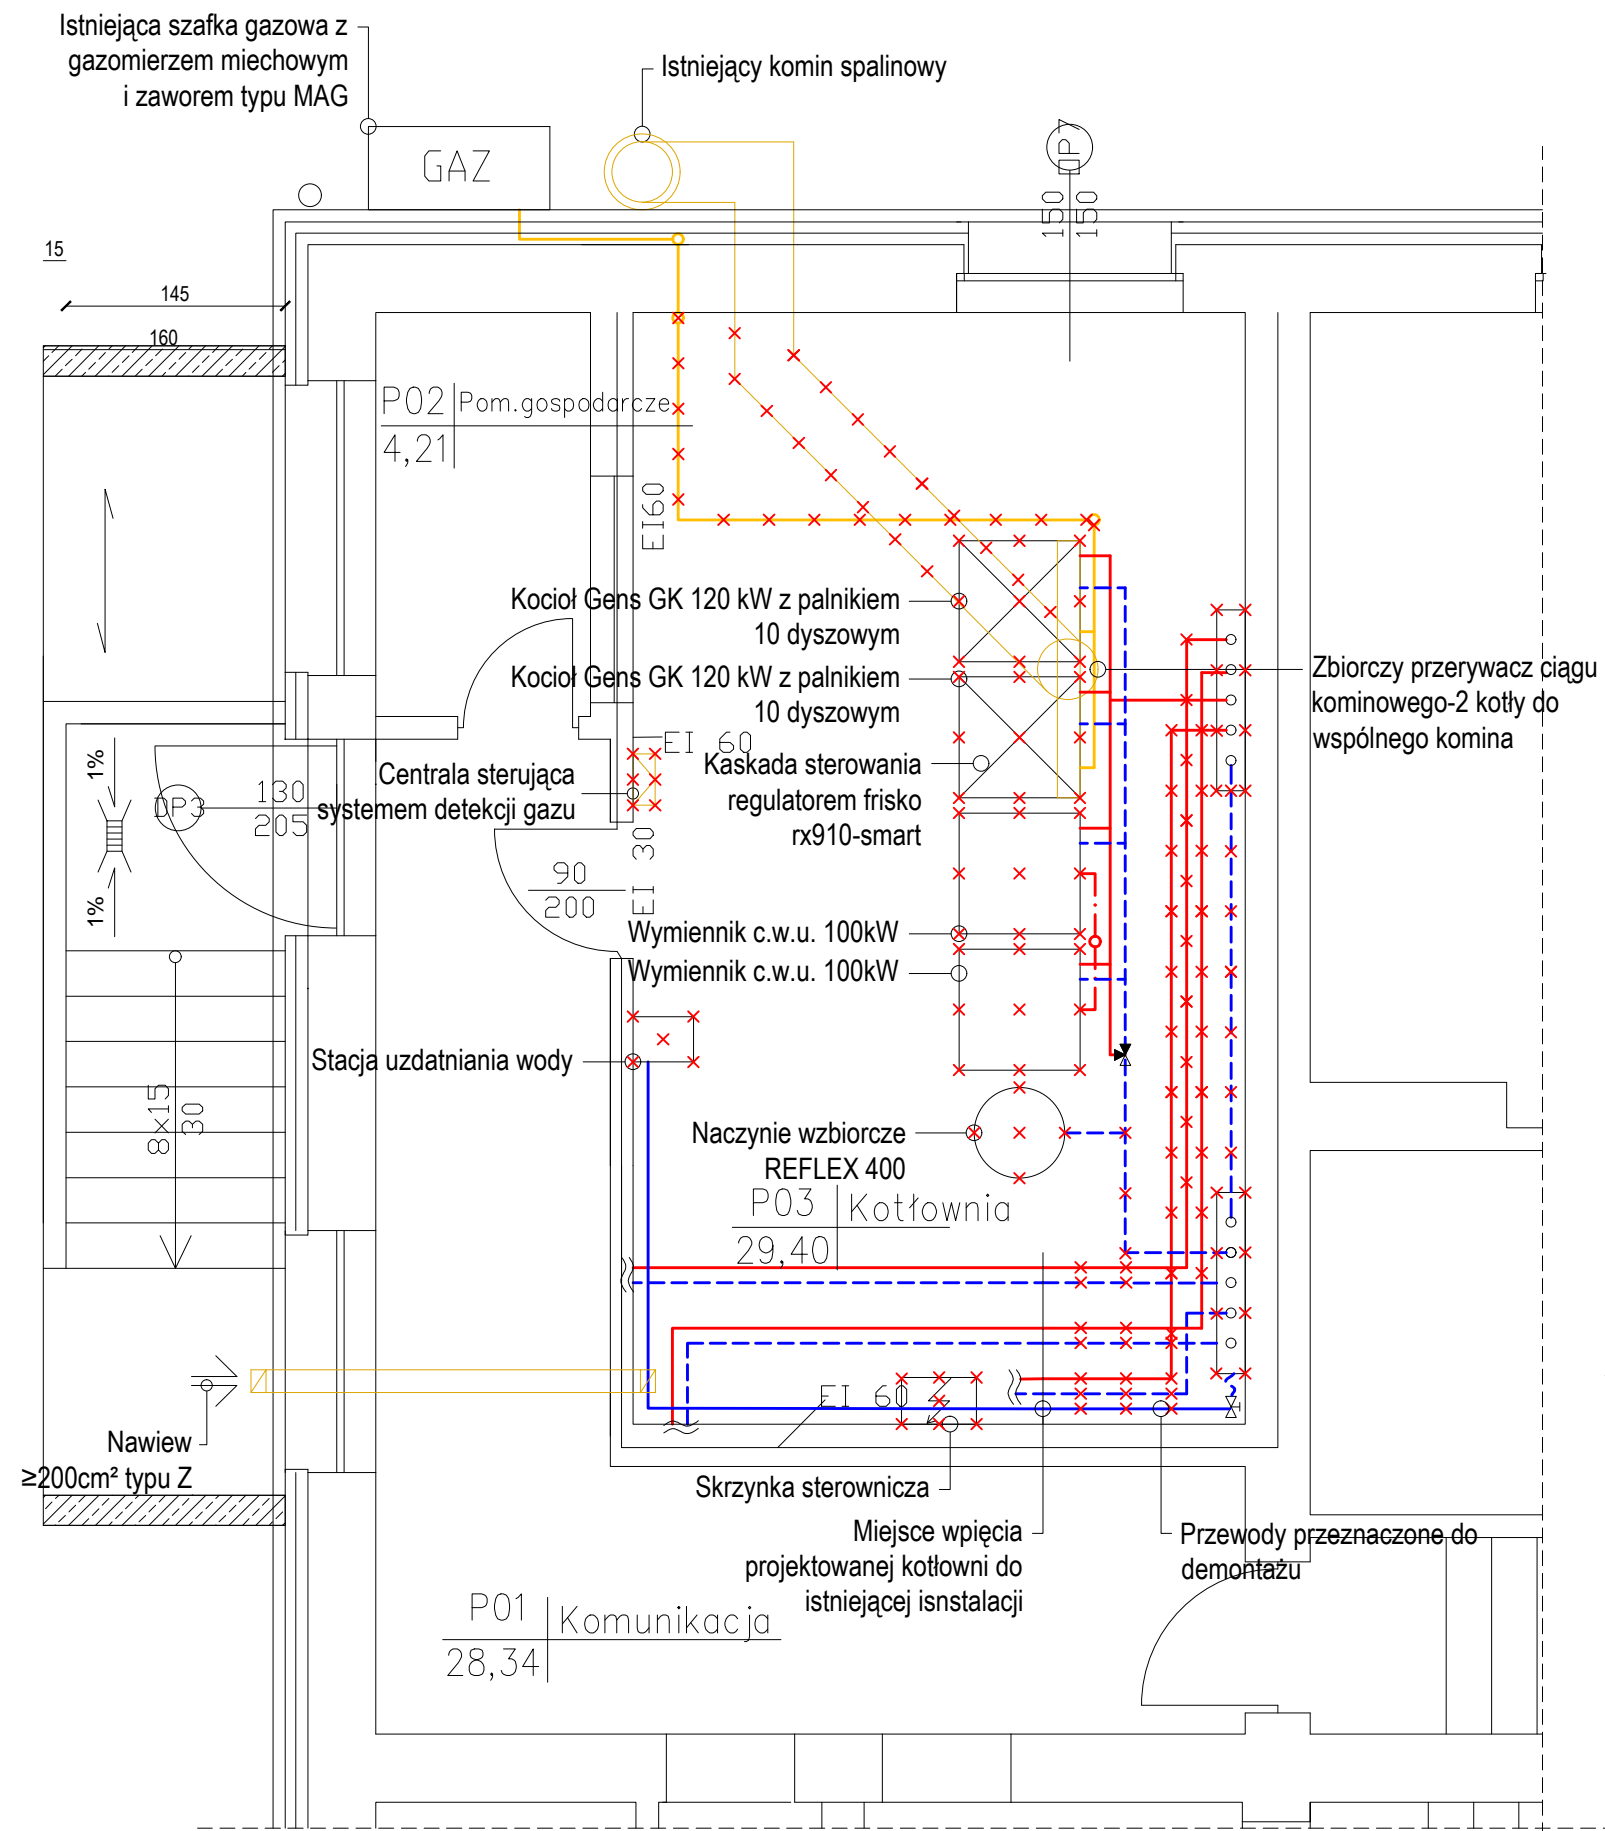 Istniejąca szafka gazowa z
gazomierzem miechowym
i zaworem typu MAG
Istniejący komin spalinowy
GAZ
OP7
150
150
15
145
160
P02 Pom.gospodarcze
4,21
EI60
Kocioł Gens GK 120 kW z palnikiem
10 dyszowym
Kocioł Gens GK 120 kW z palnikiem
10 dyszowym
Zbiorczy przerywacz ciągu
kominowego-2 kotły do
wspólnego komina
EI 60
Kaskada sterowania
regulatorem frisko
rx910-smart
Centrala sterująca
systemem detekcji gazu
1%
DP3
130
205
1%
90
200
EI 30
Wymiennik c.w.u. 100kW
Wymiennik c.w.u. 100kW
Stacja uzdatniania wody
8x15
30
Naczynie wzbiorcze
REFLEX 400
P03 Kotłownia
29,40
EI 60
Nawiew
≥200cm² typu Z
Skrzynka sterownicza
Miejsce wpięcia
projektowanej kotłowni do
istniejącej isnstalacji
Przewody przeznaczone do
demontażu
P01 Komunikacja
28,34